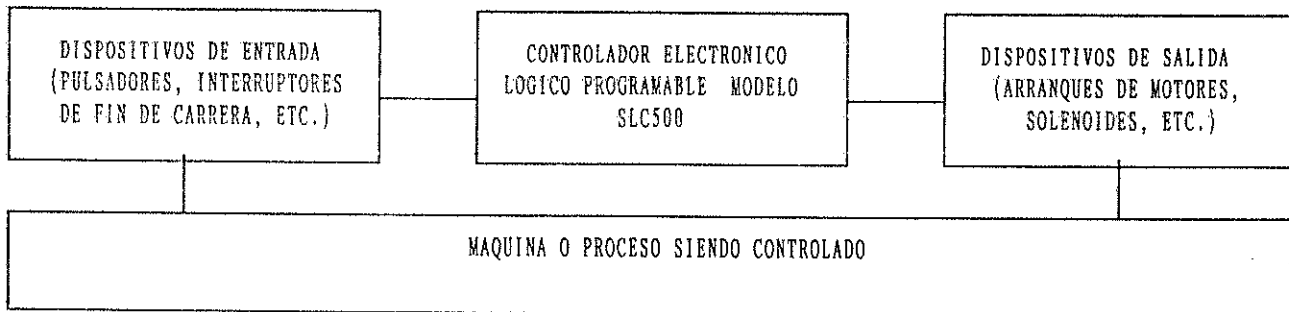 DISPOSITIVOS DE ENTRADA
(PULSADORES, INTERRUPTORES
DE FIN DE CARRERA, ETC.)
CONTROLADOR ELECTRONICO
LOGICO PROGRAMABLE MODELO
SLC500
DISPOSITIVOS DE SALIDA
(ARRANQUES DE MOTORES,
SOLENOIDES, ETC.)
MAQUINA O PROCESO SIENDO CONTROLADO